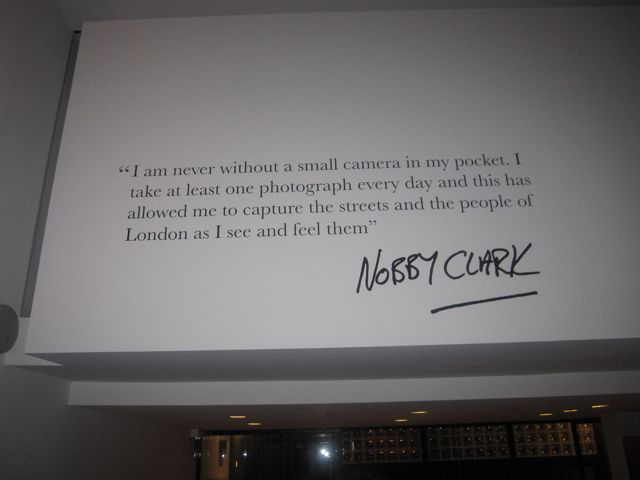 “I am never without a small camera in my pocket. I
take at least one photograph every day and this has
allowed me to capture the streets and the people of
London as I see and feel them”
NOBBY CLARK